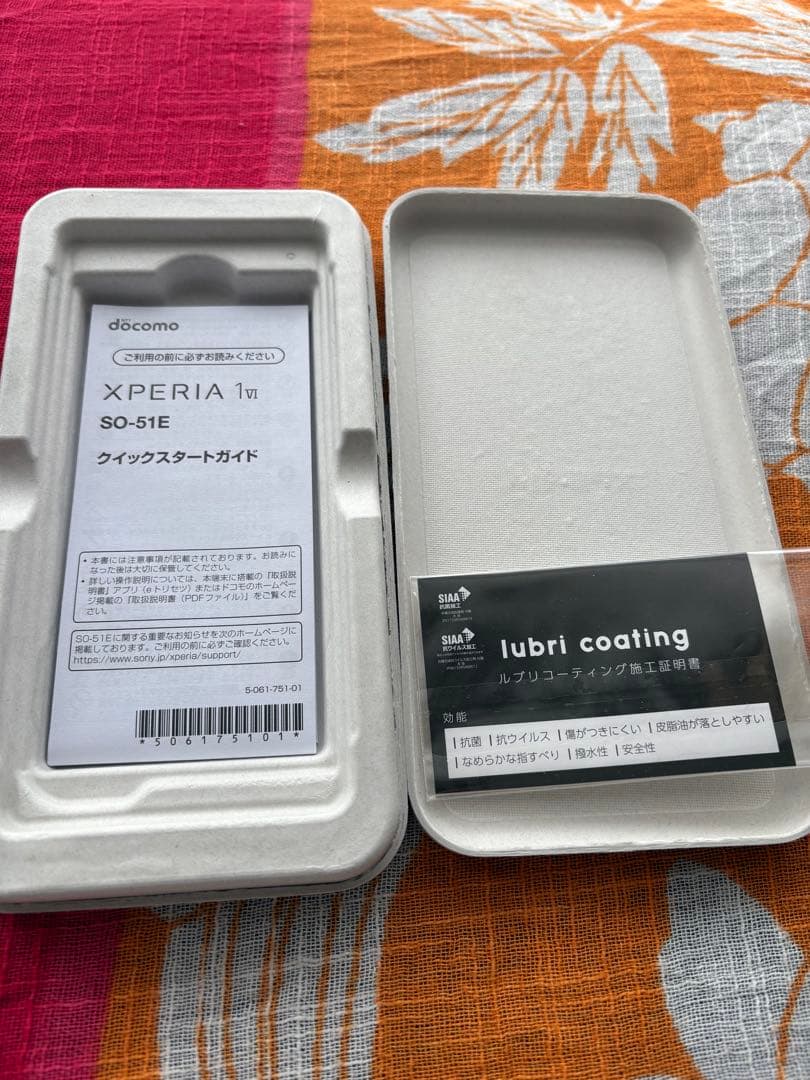 docomo
ご利用の前に必ずお読みください
XPERIA 1 VI
SO-51E
クイックスタートガイド
・本書には注意事項が記載されております。お読みに
なった後は大切に保管してください。
・詳しい操作説明については、本端末に搭載の「取扱説
明書」アプリ(eトリセツ)またはドコモのホームペー
ジ掲載の「取扱説明書(PDFファイル)」をご覧くだ
さい。
SO-51Eに関する重要なお知らせを次のホームページに
掲載しております。ご利用の前に必ずご確認ください。
https://www.sony.jp/xperia/support/
5-061-751-01
*506175101*
SIAA
抗菌施工
SIAA
抗ウイルス施工
lubri coating
ルブリコーティング施工証明書
効能
|抗菌 |抗ウイルス |傷がつきにくい |皮脂油が落としやすい
|なめらかな指すべり |撥水性 |安全性